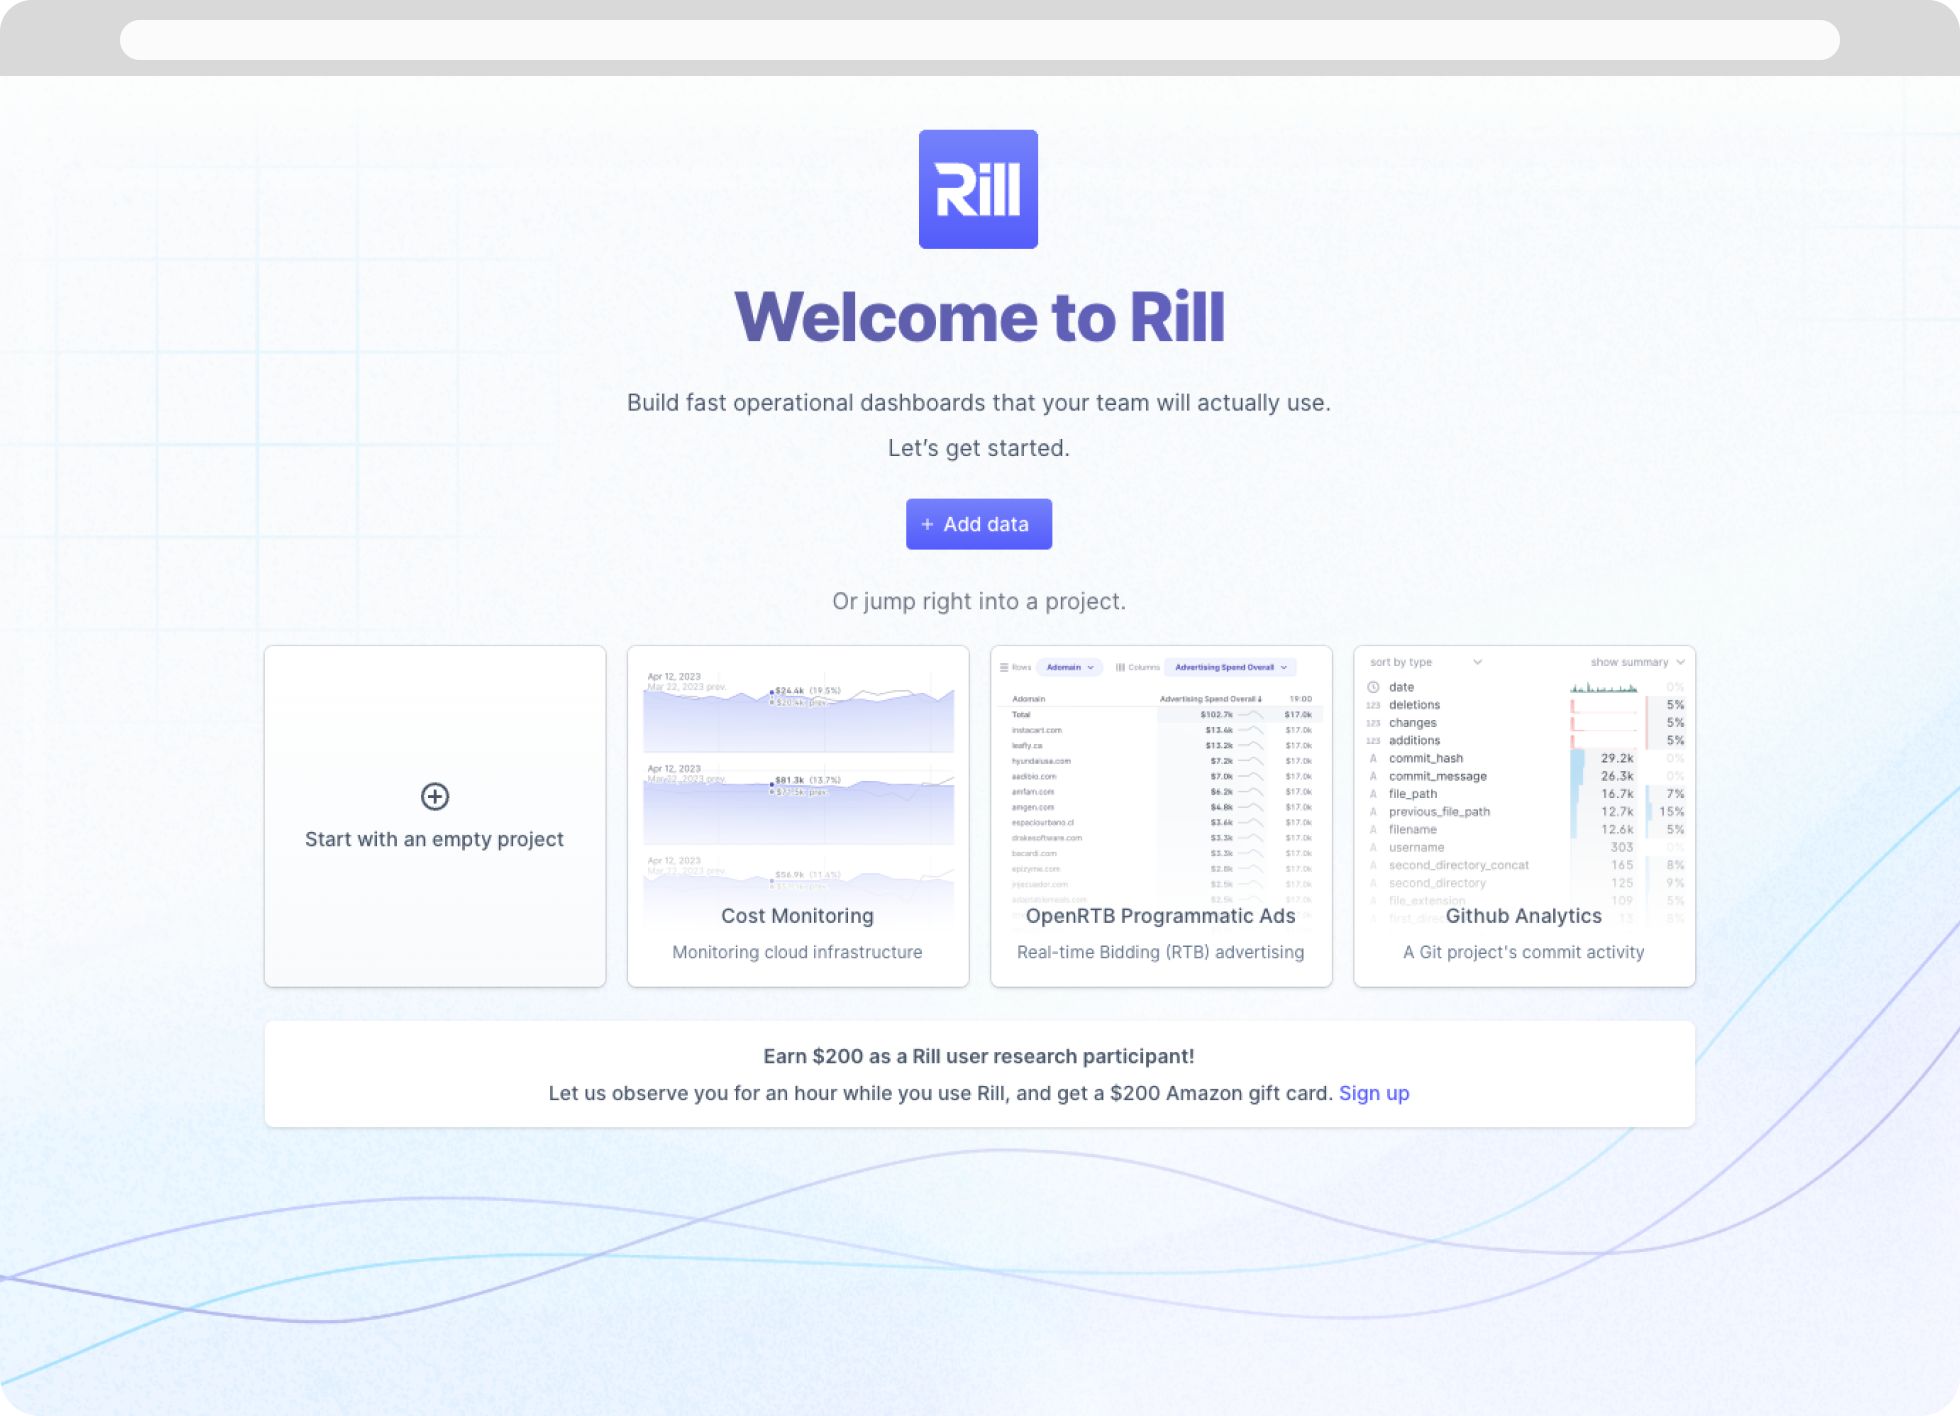 Rill
Welcome to Rill
Build fast operational dashboards that your team will actually use.
Let's get started.
+ Add data
Or jump right into a project.
Start with an empty project
Apr 12, 2023
Mar 22, 2023 prev.
$24.4k (19.5%)
$20.4k prev.
Apr 12, 2023
Mar 22, 2023 prev.
$81.3k (13.7%)
$71.5k prev.
Apr 12, 2023
Mar 22, 2023 prev.
$56.9k (11.4%)
Cost Monitoring
Monitoring cloud infrastructure
Rows Adomain Columns Advertising Spend Overall
Adomain Advertising Spend Overall ↓ 19:00
Total $102.7k $17.0k
instacart.com $13.4k $17.0k
leafly.ca $13.2k $17.0k
hyundaiusa.com $7.2k $17.0k
aadibio.com $7.0k $17.0k
amfam.com $6.2k $17.0k
amgen.com $4.8k $17.0k
espaciourbano.cl $3.6k $17.0k
drakesoftware.com $3.3k $17.0k
bacardi.com $3.3k $17.0k
epizyme.com $2.8k $17.0k
jnjecuador.com $2.5k $17.0k
adaptablemeals.com $2.5k $17.0k
OpenRTB Programmatic Ads
Real-time Bidding (RTB) advertising
sort by type show summary
date 0%
123 deletions 5%
123 changes 5%
123 additions 5%
A commit_hash 29.2k 0%
A commit_message 26.3k 0%
A file_path 16.7k 7%
A previous_file_path 12.7k 15%
A filename 12.6k 5%
A username 303 0%
A second_directory_concat 165 8%
A second_directory 125 9%
A file_extension 109 5%
A 13 8%
Github Analytics
A Git project's commit activity
Earn $200 as a Rill user research participant!
Let us observe you for an hour while you use Rill, and get a $200 Amazon gift card. Sign up